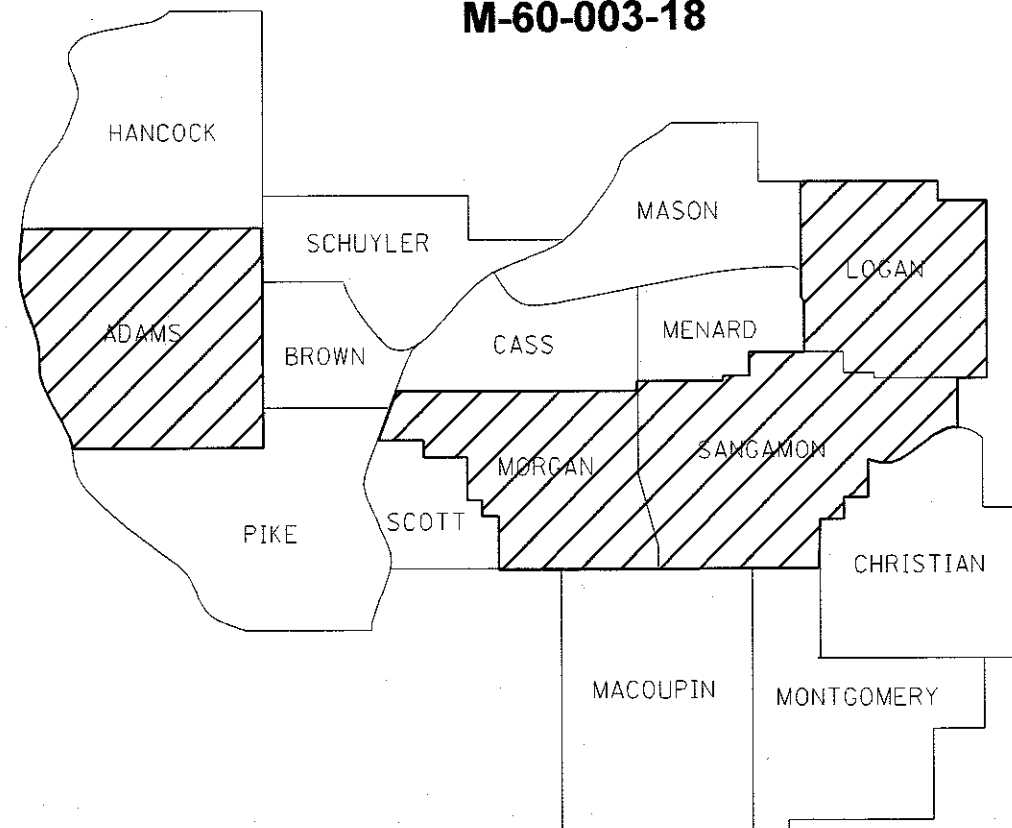 M-60-003-18
HANCOCK
MASON
SCHUYLER
LOGAN
ADAMS
MENARD
CASS
BROWN
SANGAMON
MORGAN
SCOTT
PIKE
CHRISTIAN
MACOUPIN
MONTGOMERY